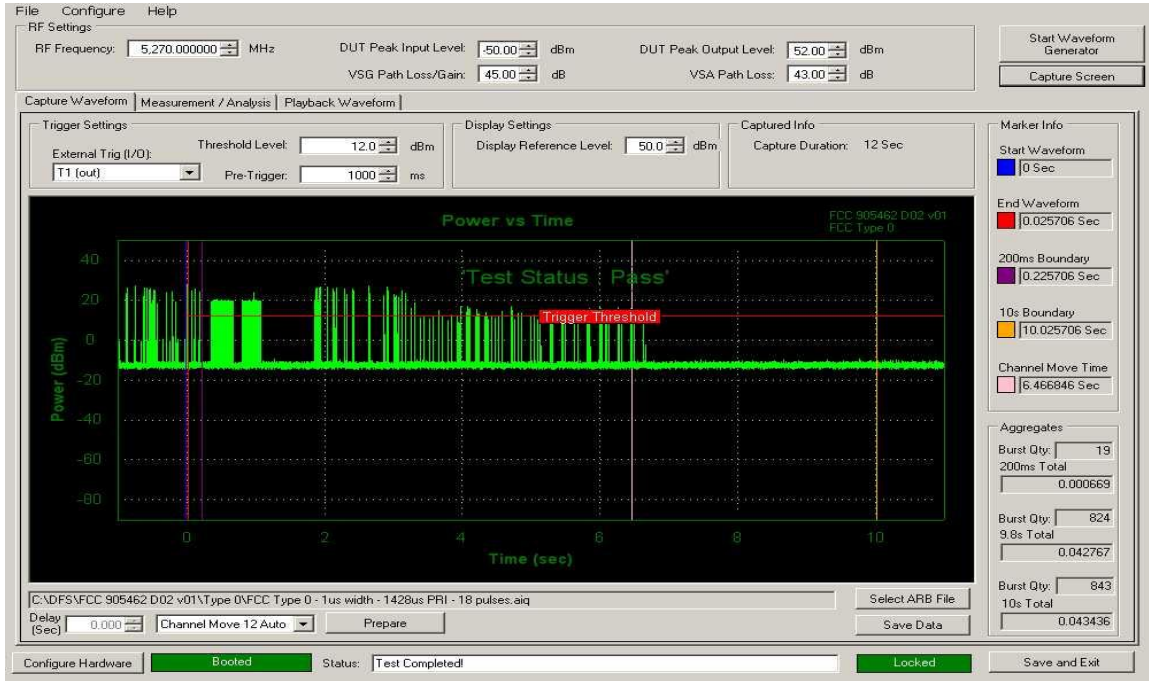 File Configure Help
RF Settings
RF Frequency: 5,270.000000 MHz
DUT Peak Input Level: -50.00 dBm
DUT Peak Output Level: 52.00 dBm
VSG Path Loss/Gain: 45.00 dB
VSA Path Loss: 43.00 dB
Start Waveform Generator
Capture Screen
Capture Waveform Measurement / Analysis Playback Waveform
Trigger Settings
External Trig (I/O):
T1 (out)
Threshold Level: 12.0 dBm
Pre-Trigger: 1000 ms
Display Settings
Display Reference Level: 50.0 dBm
Captured Info
Capture Duration: 12 Sec
Marker Info
Start Waveform
0 Sec
End Waveform
0.025706 Sec
200ms Boundary
0.225706 Sec
10s Boundary
10.025706 Sec
Channel Move Time
6.466846 Sec
Power vs Time
FCC 905462 D02 v01
FCC Type 0
'Test Status : Pass'
Trigger Threshold
Power (dBm)
40
20
0
-20
-40
-60
-80
0 2 4 6 8 10
Time (sec)
Aggregates
Burst Qty: 19
200ms Total
0.000669
Burst Qty: 824
9.8s Total
0.042767
Burst Qty: 843
10s Total
0.043436
C:\DFS\FCC 905462 D02 v01\Type 0\FCC Type 0 - 1us width - 1428us PRI - 18 pulses.aiq
Select ARB File
Delay (Sec) 0.000
Channel Move 12 Auto
Prepare
Save Data
Configure Hardware
Booted
Status: Test Completed!
Locked
Save and Exit